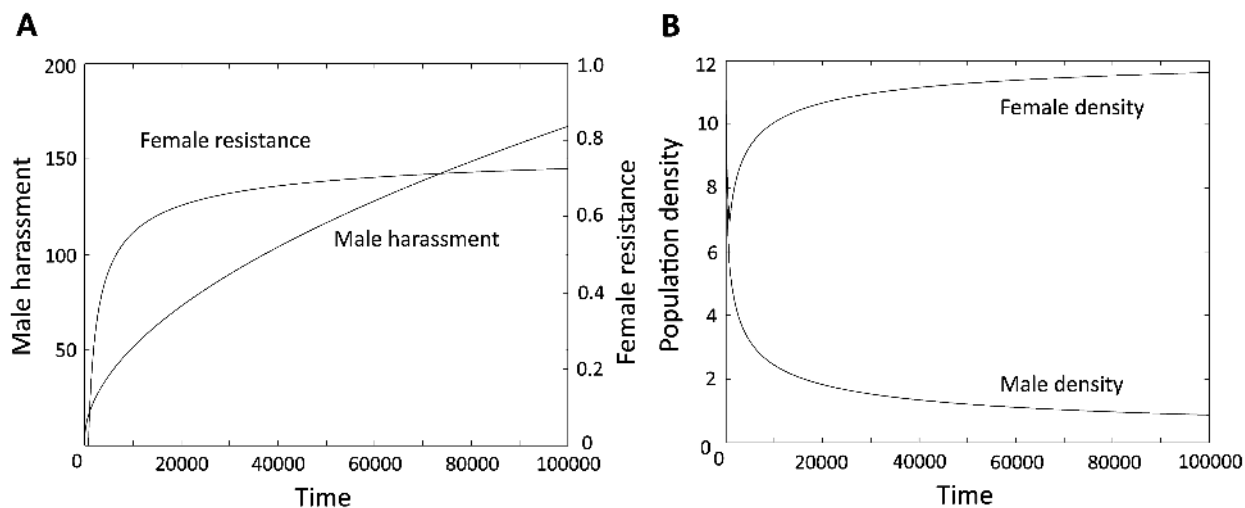 A
200
150
100
50
Male harassment
Female resistance
Male harassment
1.0
0.8
0.6
0.4
0.2
0
Female resistance
0 20000 40000 60000 80000 100000
Time
B
12
10
8
6
4
2
0
Population density
Female density
Male density
20000 40000 60000 80000 100000
Time